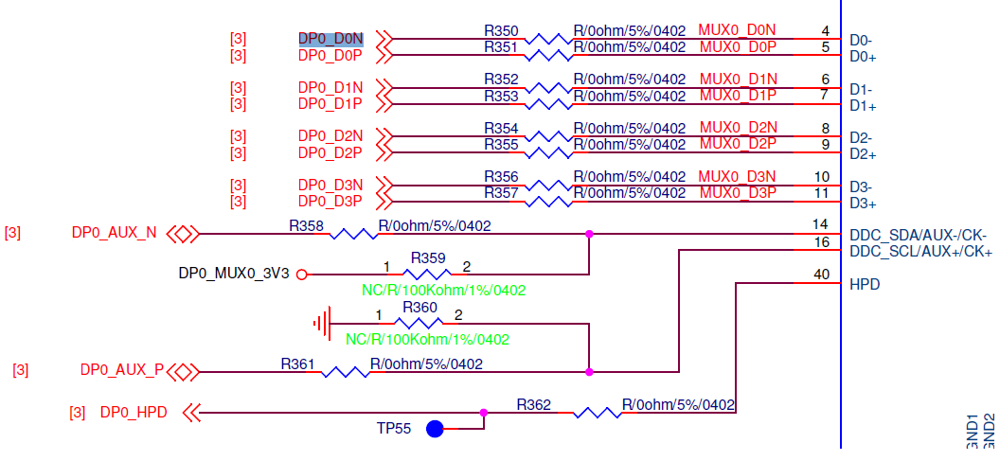 [3] DP0_D0N R350 R/0ohm/5%/0402 MUX0_D0N 4 D0-
[3] DP0_D0P R351 R/0ohm/5%/0402 MUX0_D0P 5 D0+
[3] DP0_D1N R352 R/0ohm/5%/0402 MUX0_D1N 6 D1-
[3] DP0_D1P R353 R/0ohm/5%/0402 MUX0_D1P 7 D1+
[3] DP0_D2N R354 R/0ohm/5%/0402 MUX0_D2N 8 D2-
[3] DP0_D2P R355 R/0ohm/5%/0402 MUX0_D2P 9 D2+
[3] DP0_D3N R356 R/0ohm/5%/0402 MUX0_D3N 10 D3-
[3] DP0_D3P R357 R/0ohm/5%/0402 MUX0_D3P 11 D3+
[3] DP0_AUX_N R358 R/0ohm/5%/0402 14 DDC_SDA/AUX-/CK-
16 DDC_SCL/AUX+/CK+
R359
DP0_MUX0_3V3 1 2
40 HPD
NC/R/100Kohm/1%/0402
1 R360 2
NC/R/100Kohm/1%/0402
[3] DP0_AUX_P R361 R/0ohm/5%/0402
[3] DP0_HPD R362 R/0ohm/5%/0402
TP55
GND1
GND2